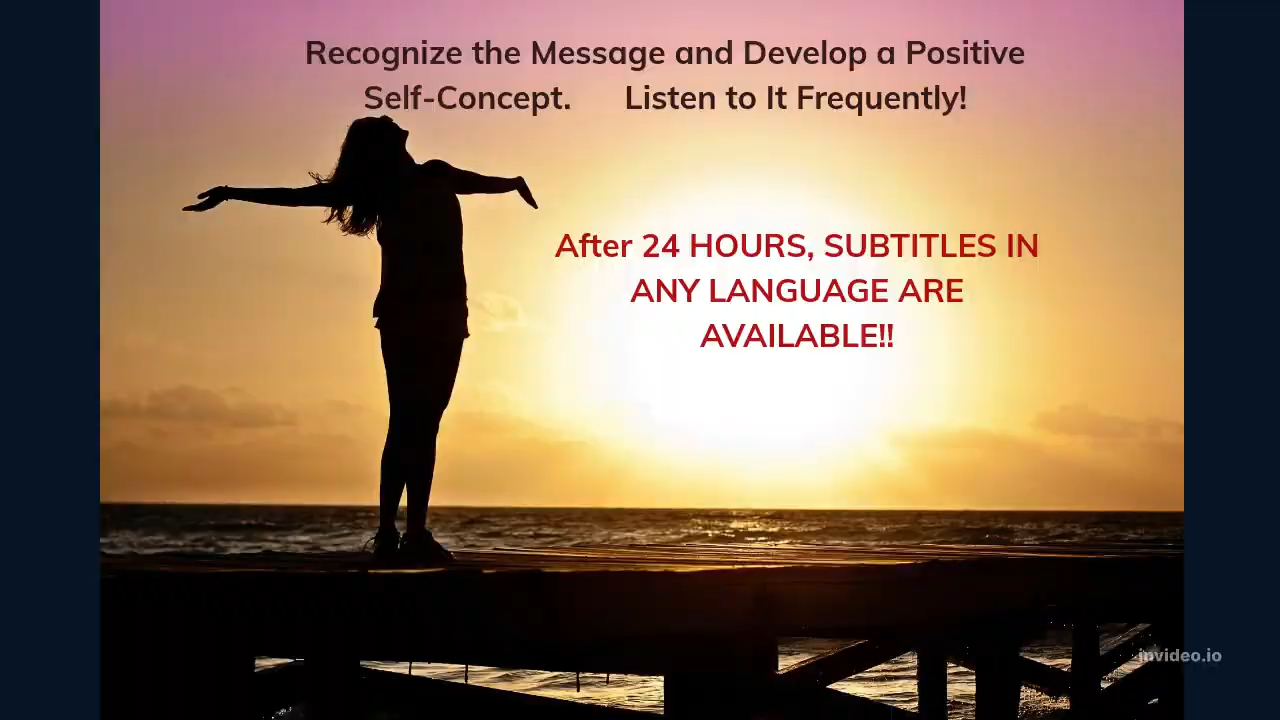 Recognize the Message and Develop a Positive
Self-Concept. Listen to It Frequently!
After 24 HOURS, SUBTITLES IN
ANY LANGUAGE ARE
AVAILABLE!!
invideo.io